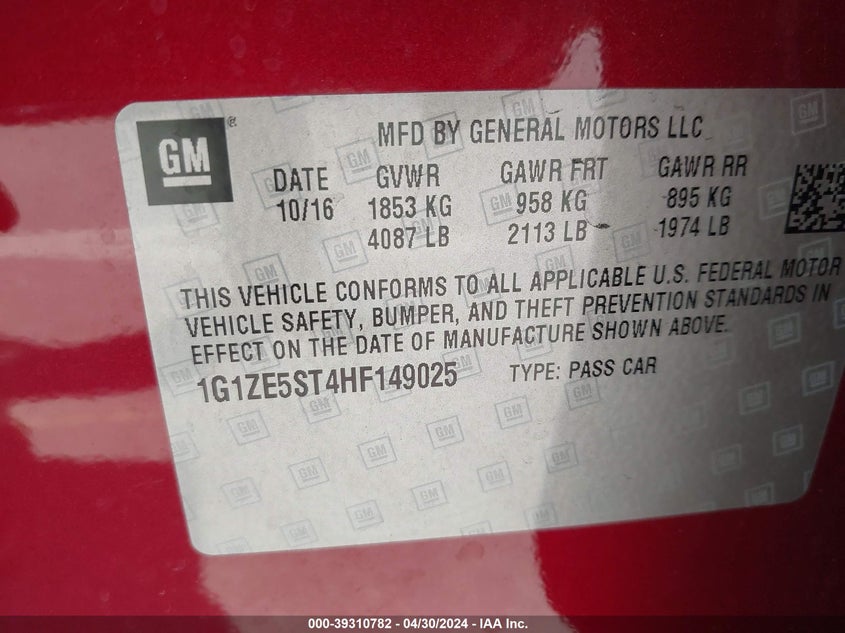 GM
MFD BY GENERAL MOTORS LLC
DATE GVWR GAWR FRT GAWR RR
10/16 1853 KG 958 KG 895 KG
4087 LB 2113 LB 1974 LB
THIS VEHICLE CONFORMS TO ALL APPLICABLE U.S. FEDERAL MOTOR
VEHICLE SAFETY, BUMPER, AND THEFT PREVENTION STANDARDS IN
EFFECT ON THE DATE OF MANUFACTURE SHOWN ABOVE.
1G1ZE5ST4HF149025 TYPE: PASS CAR
000-39310782 - 04/30/2024 - IAA Inc.